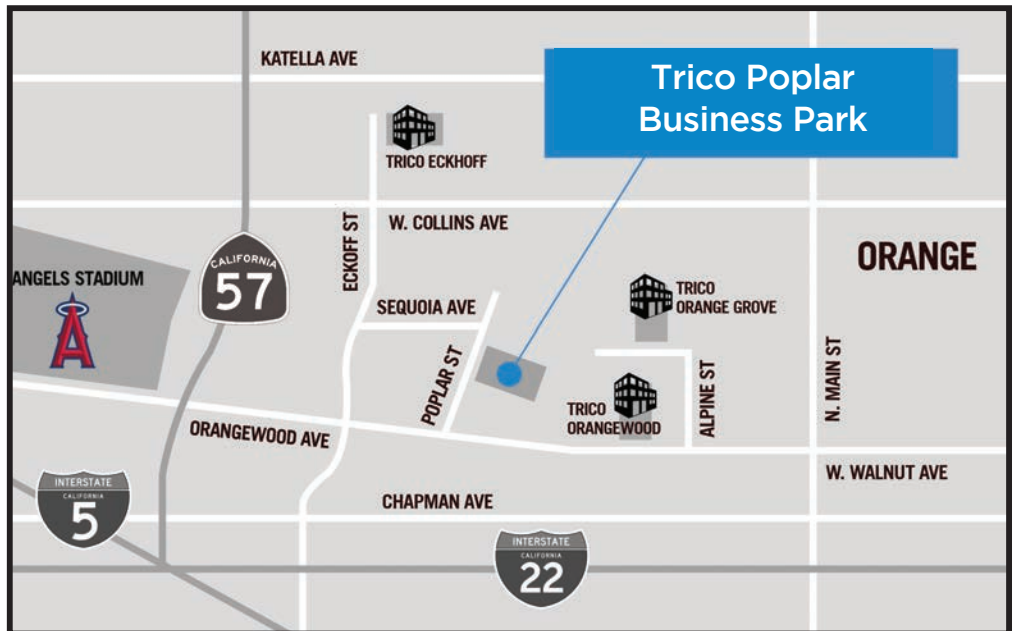 KATELLA AVE
Trico Poplar
Business Park
TRICO ECKHOFF
ECKOFF ST
W. COLLINS AVE
ORANGE
ANGELS STADIUM
A
CALIFORNIA
57
SEQUOIA AVE
TRICO
ORANGE GROVE
POPLAR ST
ALPINE ST
N. MAIN ST
TRICO
ORANGEWOOD
ORANGEWOOD AVE
W. WALNUT AVE
INTERSTATE
CALIFORNIA
5
CHAPMAN AVE
INTERSTATE
CALIFORNIA
22